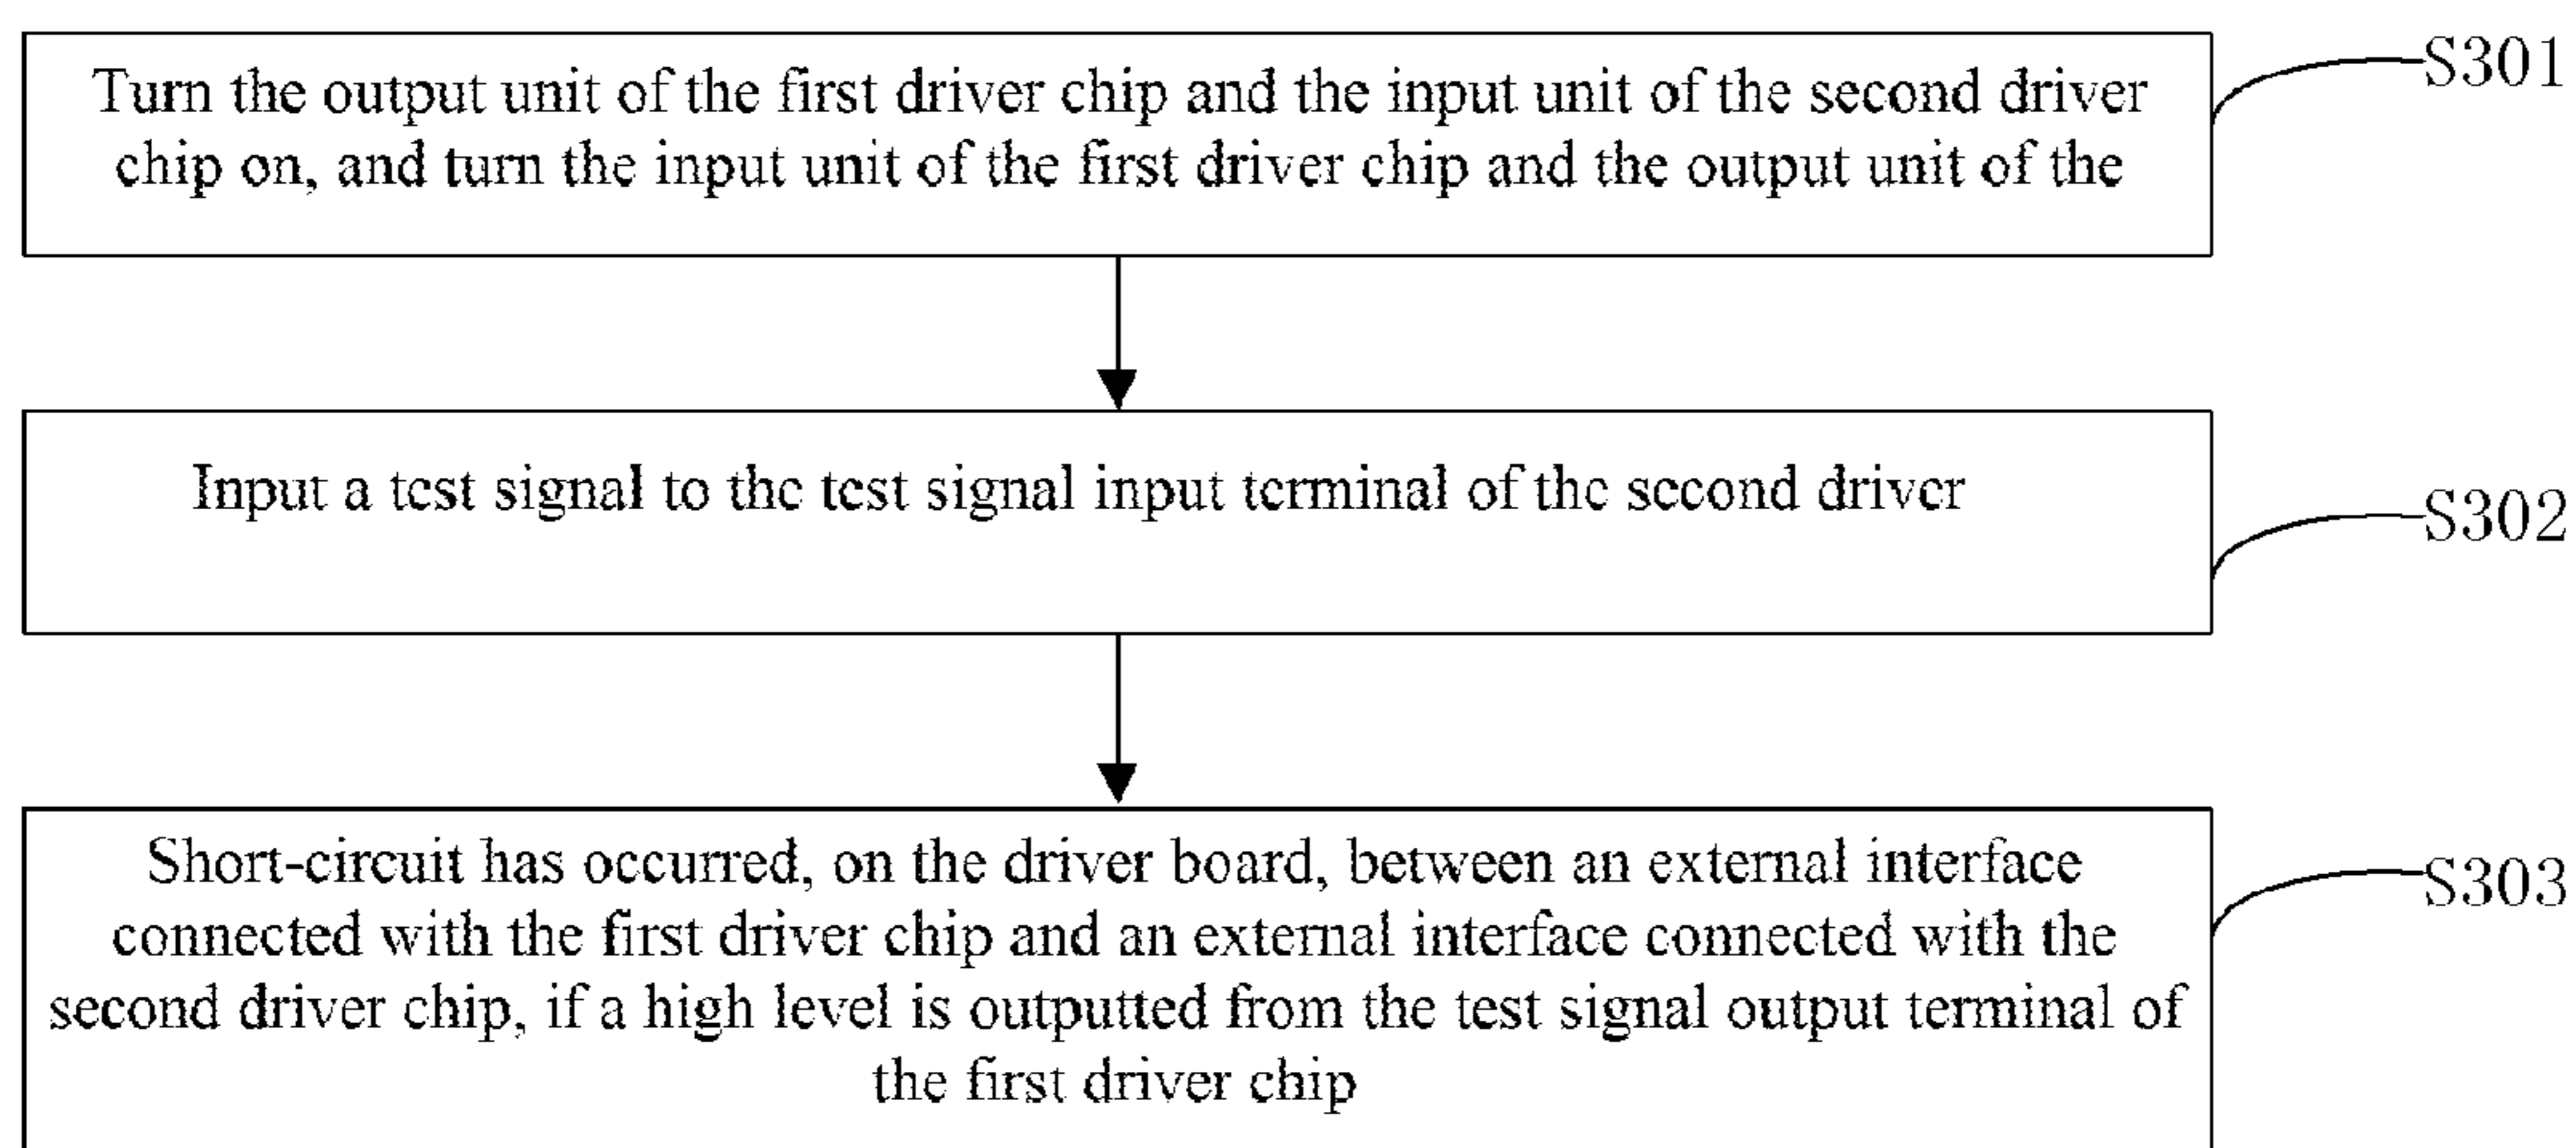 Turn the output unit of the first driver chip and the input unit of the second driver
chip on, and turn the input unit of the first driver chip and the output unit of the
S301
Input a test signal to the test signal input terminal of the second driver
S302
Short-circuit has occurred, on the driver board, between an external interface
connected with the first driver chip and an external interface connected with the
second driver chip, if a high level is outputted from the test signal output terminal of
the first driver chip
S303